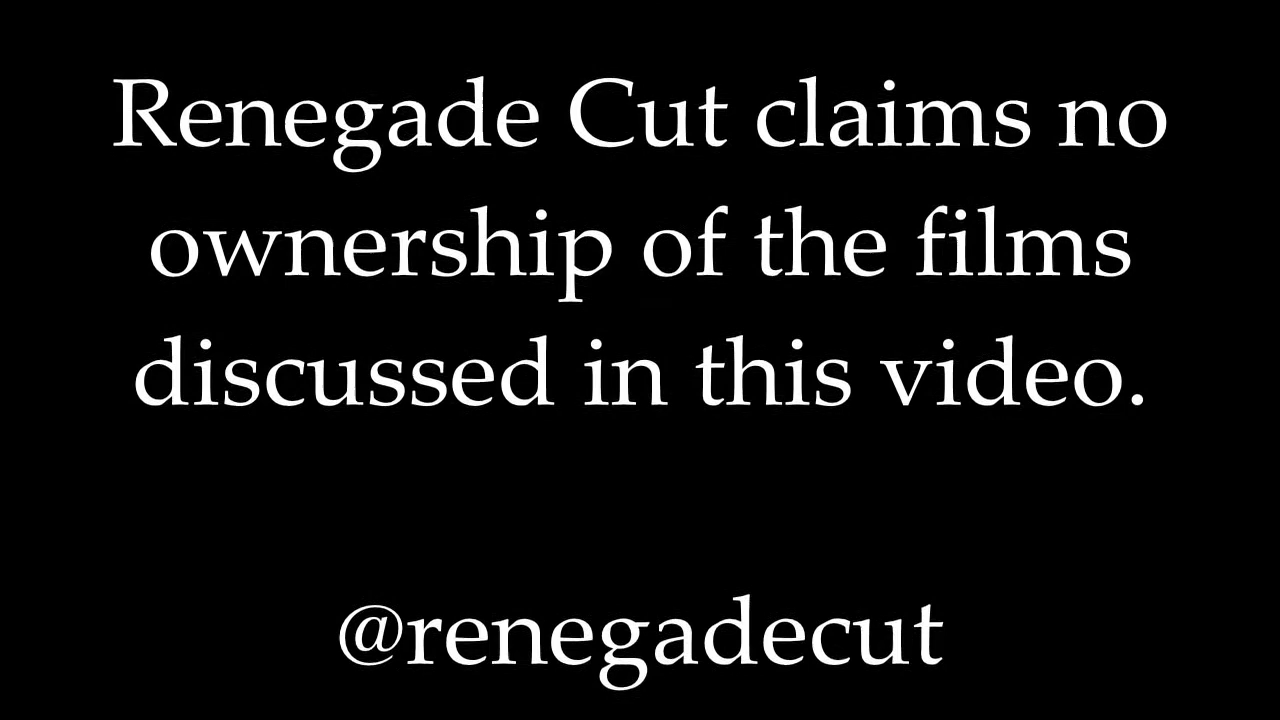 Renegade Cut claims no
ownership of the films
discussed in this video.
@renegadecut